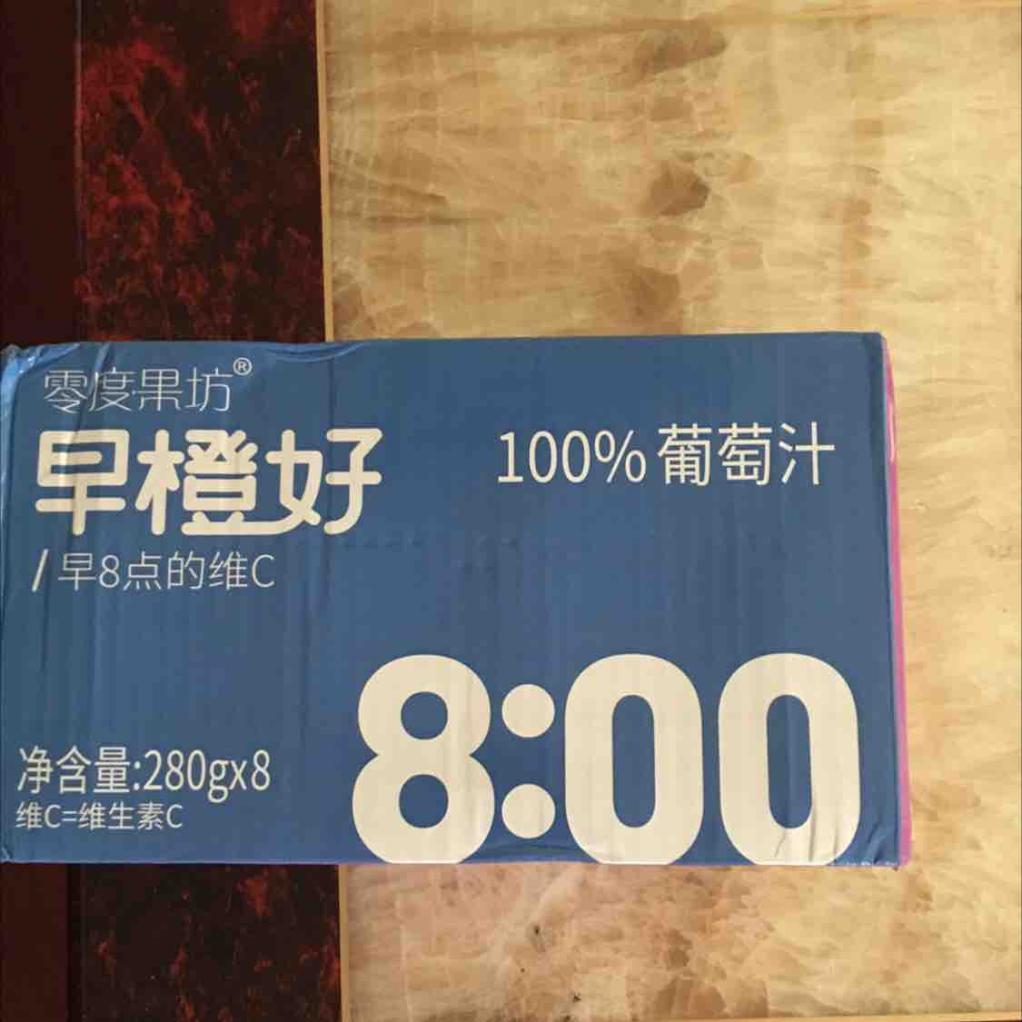 零度果坊®
早橙好
100%葡萄汁
/早8点的维C
8:00
净含量:280gx8
维C=维生素C